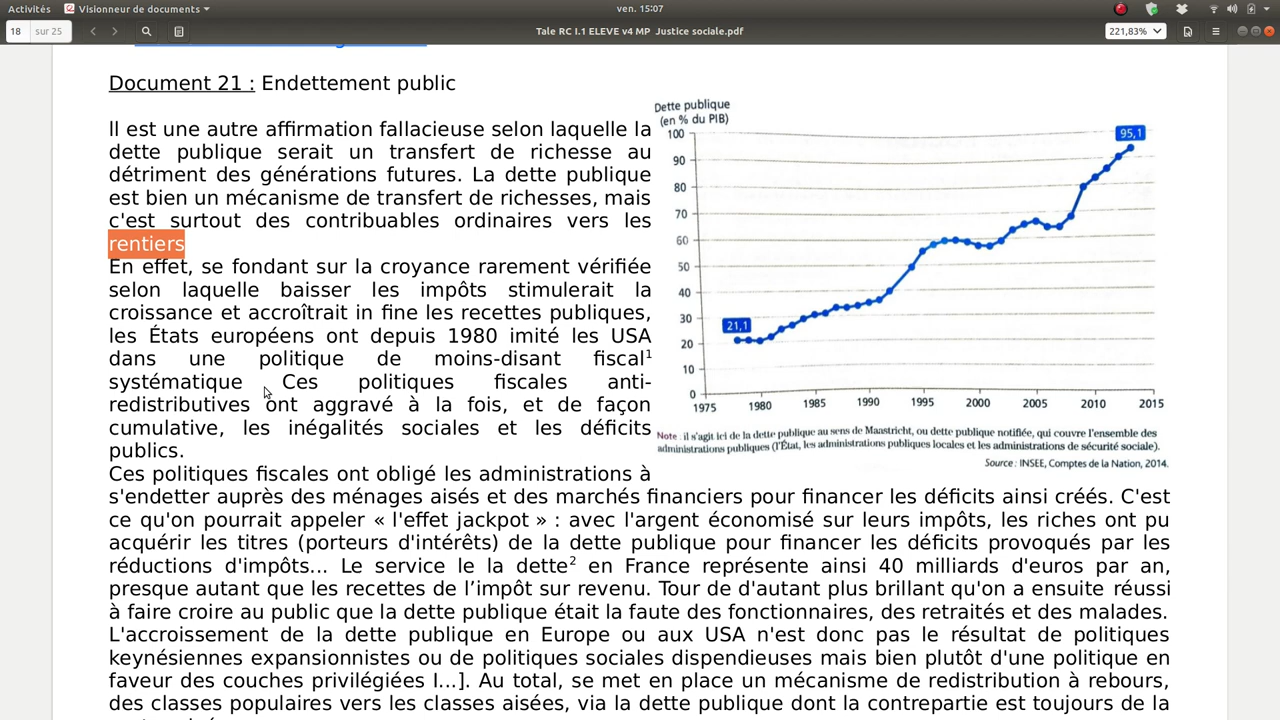 Activités
Visionneur de documents
ven. 15:07
18 sur 25
Tale RC I.1 ELEVE v4 MP Justice sociale.pdf
221,83%
Document 21 : Endettement public
ll est une autre affirmation fallacieuse selon laquelle la
dette publique serait un transfert de richesse au
détriment des générations futures. La dette publique
est bien un mécanisme de transfert de richesses, mais
c'est surtout des contribuables ordinaires vers les
rentiers
En effet, se fondant sur la croyance rarement vérifiée
selon laquelle baisser les impôts stimulerait la
croissance et accroîtrait in fine les recettes publiques,
les États européens ont depuis 1980 imité les USA
dans une politique de moins-disant fiscal1
systématique Ces politiques fiscales anti-
redistributives ont aggravé à la fois, et de façon
cumulative, les inégalités sociales et les déficits
publics.
Ces politiques fiscales ont obligé les administrations à
s'endetter auprès des ménages aisés et des marchés financiers pour financer les déficits ainsi créés. C'est
ce qu'on pourrait appeler « l'effet jackpot » : avec l'argent économisé sur leurs impôts, les riches ont pu
acquérir les titres (porteurs d'intérêts) de la dette publique pour financer les déficits provoqués par les
réductions d'impôts... Le service le la dette2 en France représente ainsi 40 milliards d'euros par an,
presque autant que les recettes de l’impôt sur revenu. Tour de d'autant plus brillant qu'on a ensuite réussi
à faire croire au public que la dette publique était la faute des fonctionnaires, des retraités et des malades.
L'accroissement de la dette publique en Europe ou aux USA n'est donc pas le résultat de politiques
keynésiennes expansionnistes ou de politiques sociales dispendieuses mais bien plutôt d'une politique en
faveur des couches privilégiées I...]. Au total, se met en place un mécanisme de redistribution à rebours,
des classes populaires vers les classes aisées, via la dette publique dont la contrepartie est toujours de la
Dette publique
(en % du PIB)
100
90
80
70
60
50
40
30
20
10
0
95,1
21,1
1975 1980 1985 1990 1995 2000 2005 2010 2015
Note : il s'agit ici de la dette publique au sens de Maastricht, ou dette publique notifiée, qui couvre l'ensemble des
administrations publiques (l'État, les administrations publiques locales et les administrations de sécurité sociale).
Source : INSEE, Comptes de la Nation, 2014.